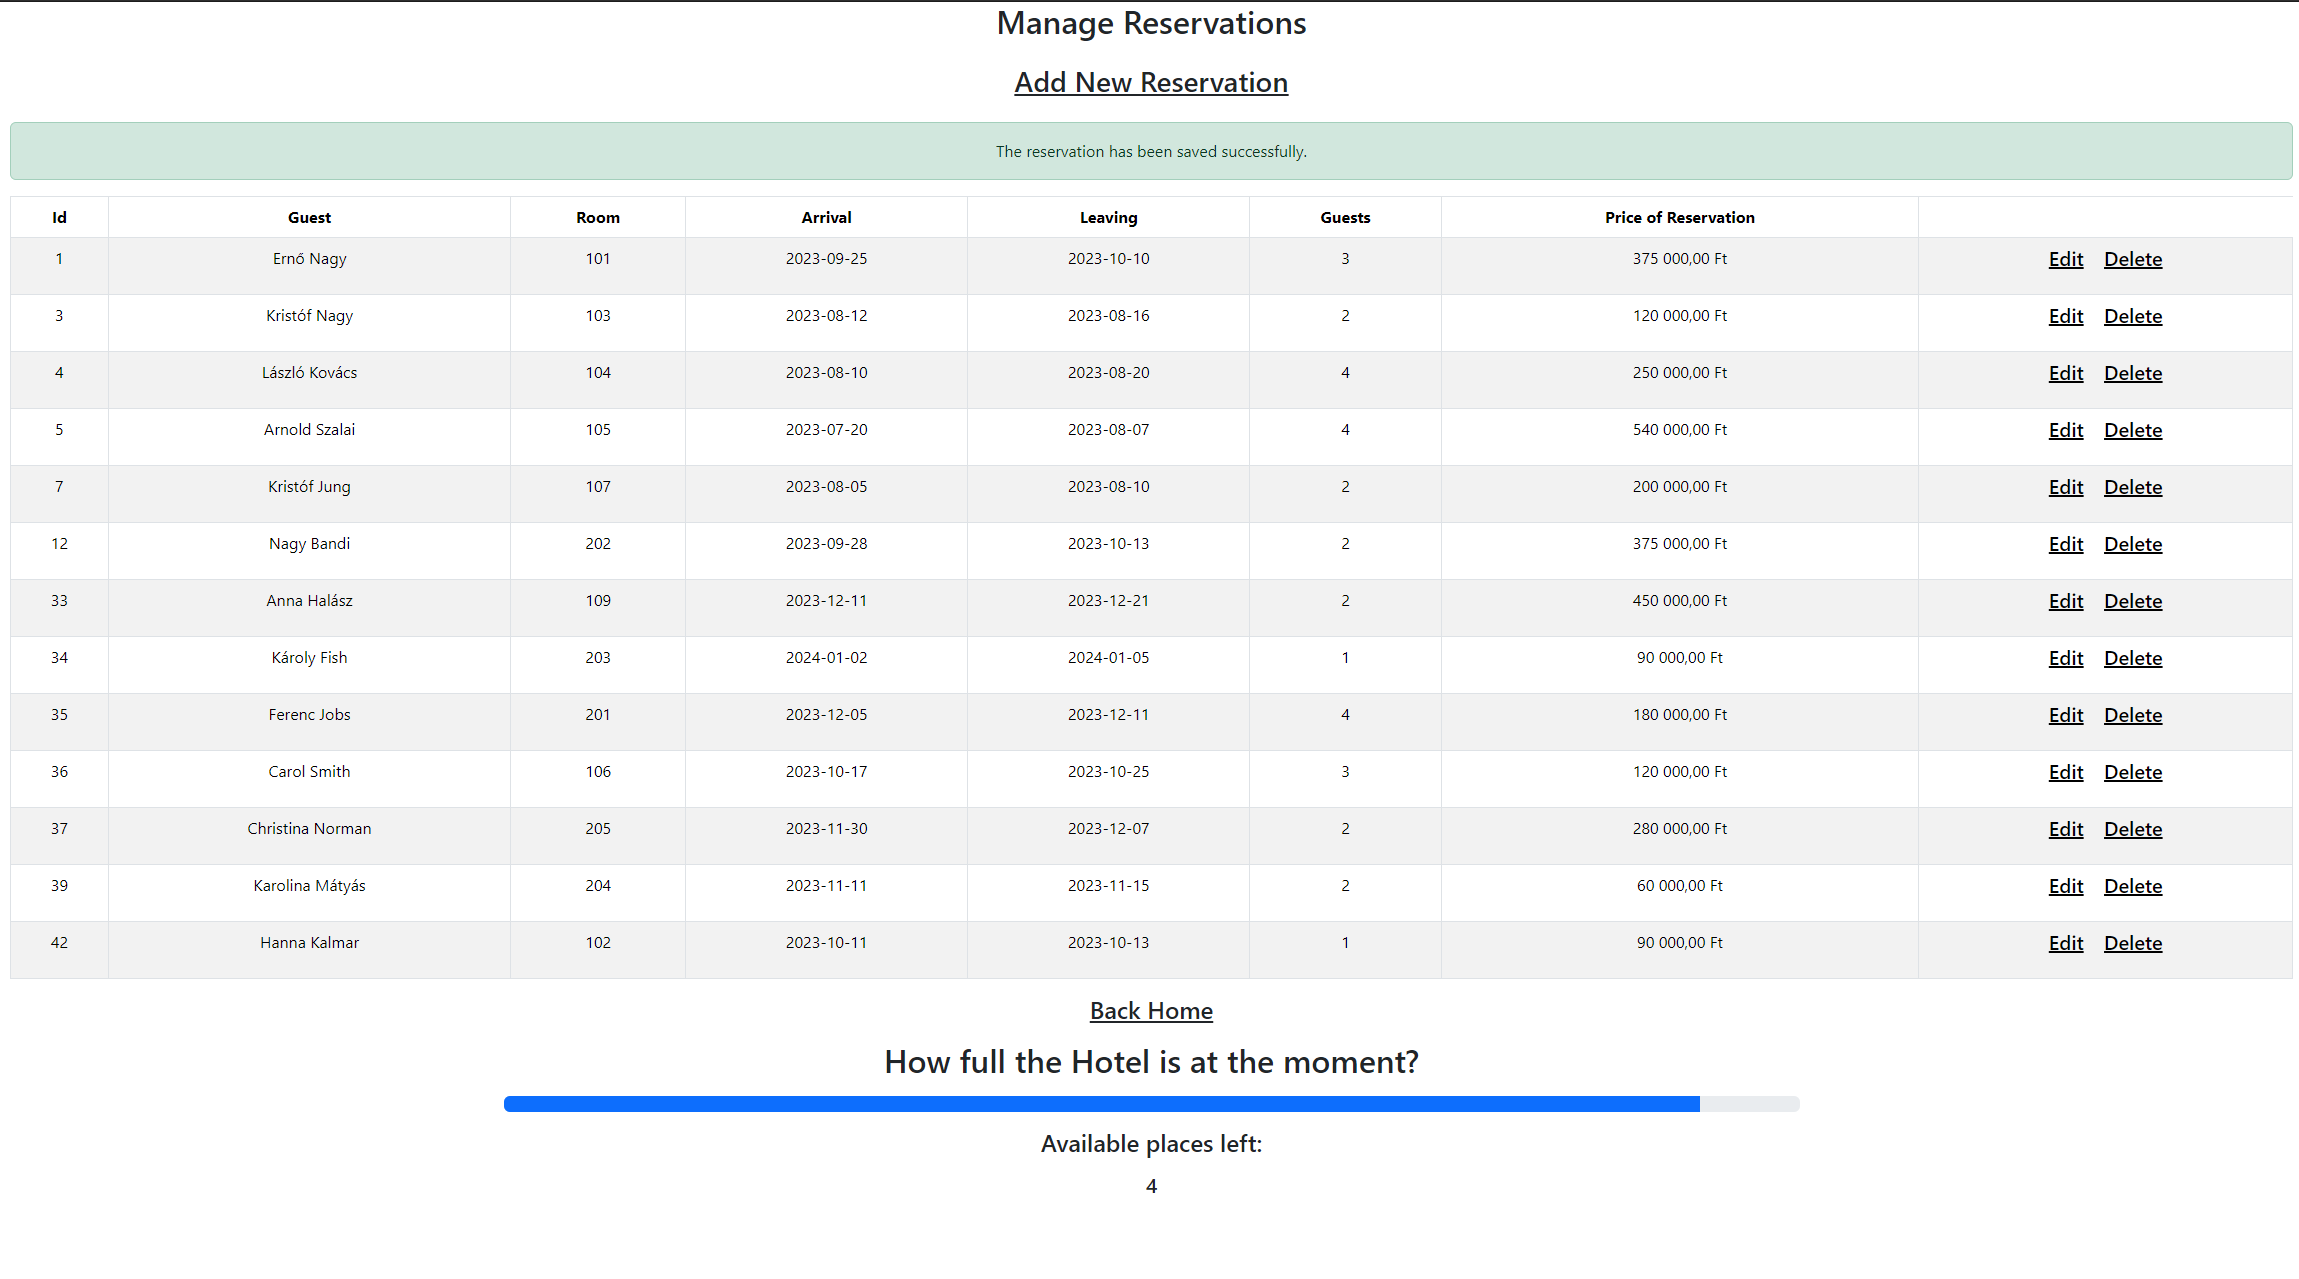 Manage Reservations
Add New Reservation
The reservation has been saved successfully.
Id Guest Room Arrival Leaving Guests Price of Reservation
1 Ernő Nagy 101 2023-09-25 2023-10-10 3 375 000,00 Ft Edit Delete
3 Kristóf Nagy 103 2023-08-12 2023-08-16 2 120 000,00 Ft Edit Delete
4 László Kovács 104 2023-08-10 2023-08-20 4 250 000,00 Ft Edit Delete
5 Arnold Szalai 105 2023-07-20 2023-08-07 4 540 000,00 Ft Edit Delete
7 Kristóf Jung 107 2023-08-05 2023-08-10 2 200 000,00 Ft Edit Delete
12 Nagy Bandi 202 2023-09-28 2023-10-13 2 375 000,00 Ft Edit Delete
33 Anna Halász 109 2023-12-11 2023-12-21 2 450 000,00 Ft Edit Delete
34 Károly Fish 203 2024-01-02 2024-01-05 1 90 000,00 Ft Edit Delete
35 Ferenc Jobs 201 2023-12-05 2023-12-11 4 180 000,00 Ft Edit Delete
36 Carol Smith 106 2023-10-17 2023-10-25 3 120 000,00 Ft Edit Delete
37 Christina Norman 205 2023-11-30 2023-12-07 2 280 000,00 Ft Edit Delete
39 Karolina Mátyás 204 2023-11-11 2023-11-15 2 60 000,00 Ft Edit Delete
42 Hanna Kalmar 102 2023-10-11 2023-10-13 1 90 000,00 Ft Edit Delete
Back Home
How full the Hotel is at the moment?
Available places left:
4